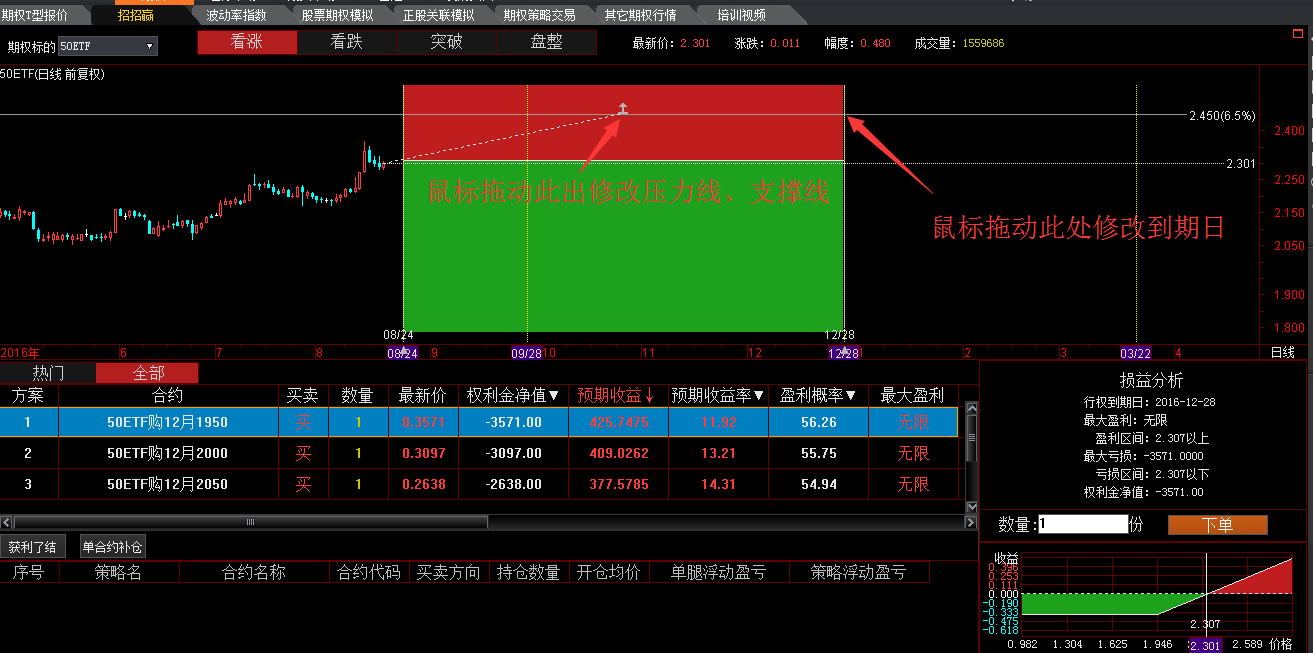 期权T型报价 招招赢 波动率指数 股票期权模拟 正股关联模拟 期权策略交易 其它期权行情 培训视频
期权标的 50ETF 看涨 看跌 突破 盘整 最新价: 2.301 涨跌: 0.011 幅度: 0.480 成交量: 1559686
50ETF(日线 前复权)
2.450(6.5%)
2.400
2.301
2.250
2.150
2.050
1.900
1.800
鼠标拖动此出修改压力线、支撑线
鼠标拖动此处修改到期日
08/24 12/28
2016年 6 7 8 08/24 9 09/28 10 11 12 12/28 2 3 03/22 4 日线
热门 全部
方案 合约 买卖 数量 最新价 权利金净值▼ 预期收益↓ 预期收益率▼ 盈利概率▼ 最大盈利
1 50ETF购12月1950 买 1 0.3571 -3571.00 425.7475 11.92 56.26 无限
2 50ETF购12月2000 买 1 0.3097 -3097.00 409.0262 13.21 55.75 无限
3 50ETF购12月2050 买 1 0.2638 -2638.00 377.5785 14.31 54.94 无限
获利了结 单合约补仓
序号 策略名 合约名称 合约代码 买卖方向 持仓数量 开仓均价 单腿浮动盈亏 策略浮动盈亏
损益分析
行权到期日: 2016-12-28
最大盈利: 无限
盈利区间: 2.307以上
最大亏损: -3571.0000
亏损区间: 2.307以下
权利金净值: -3571.00
数量: 1 份 下单
收益
0.253
0.111
0.000
-0.190
-0.333
-0.475
-0.618
2.307
0.982 1.304 1.625 1.946 2.301 2.589 价格